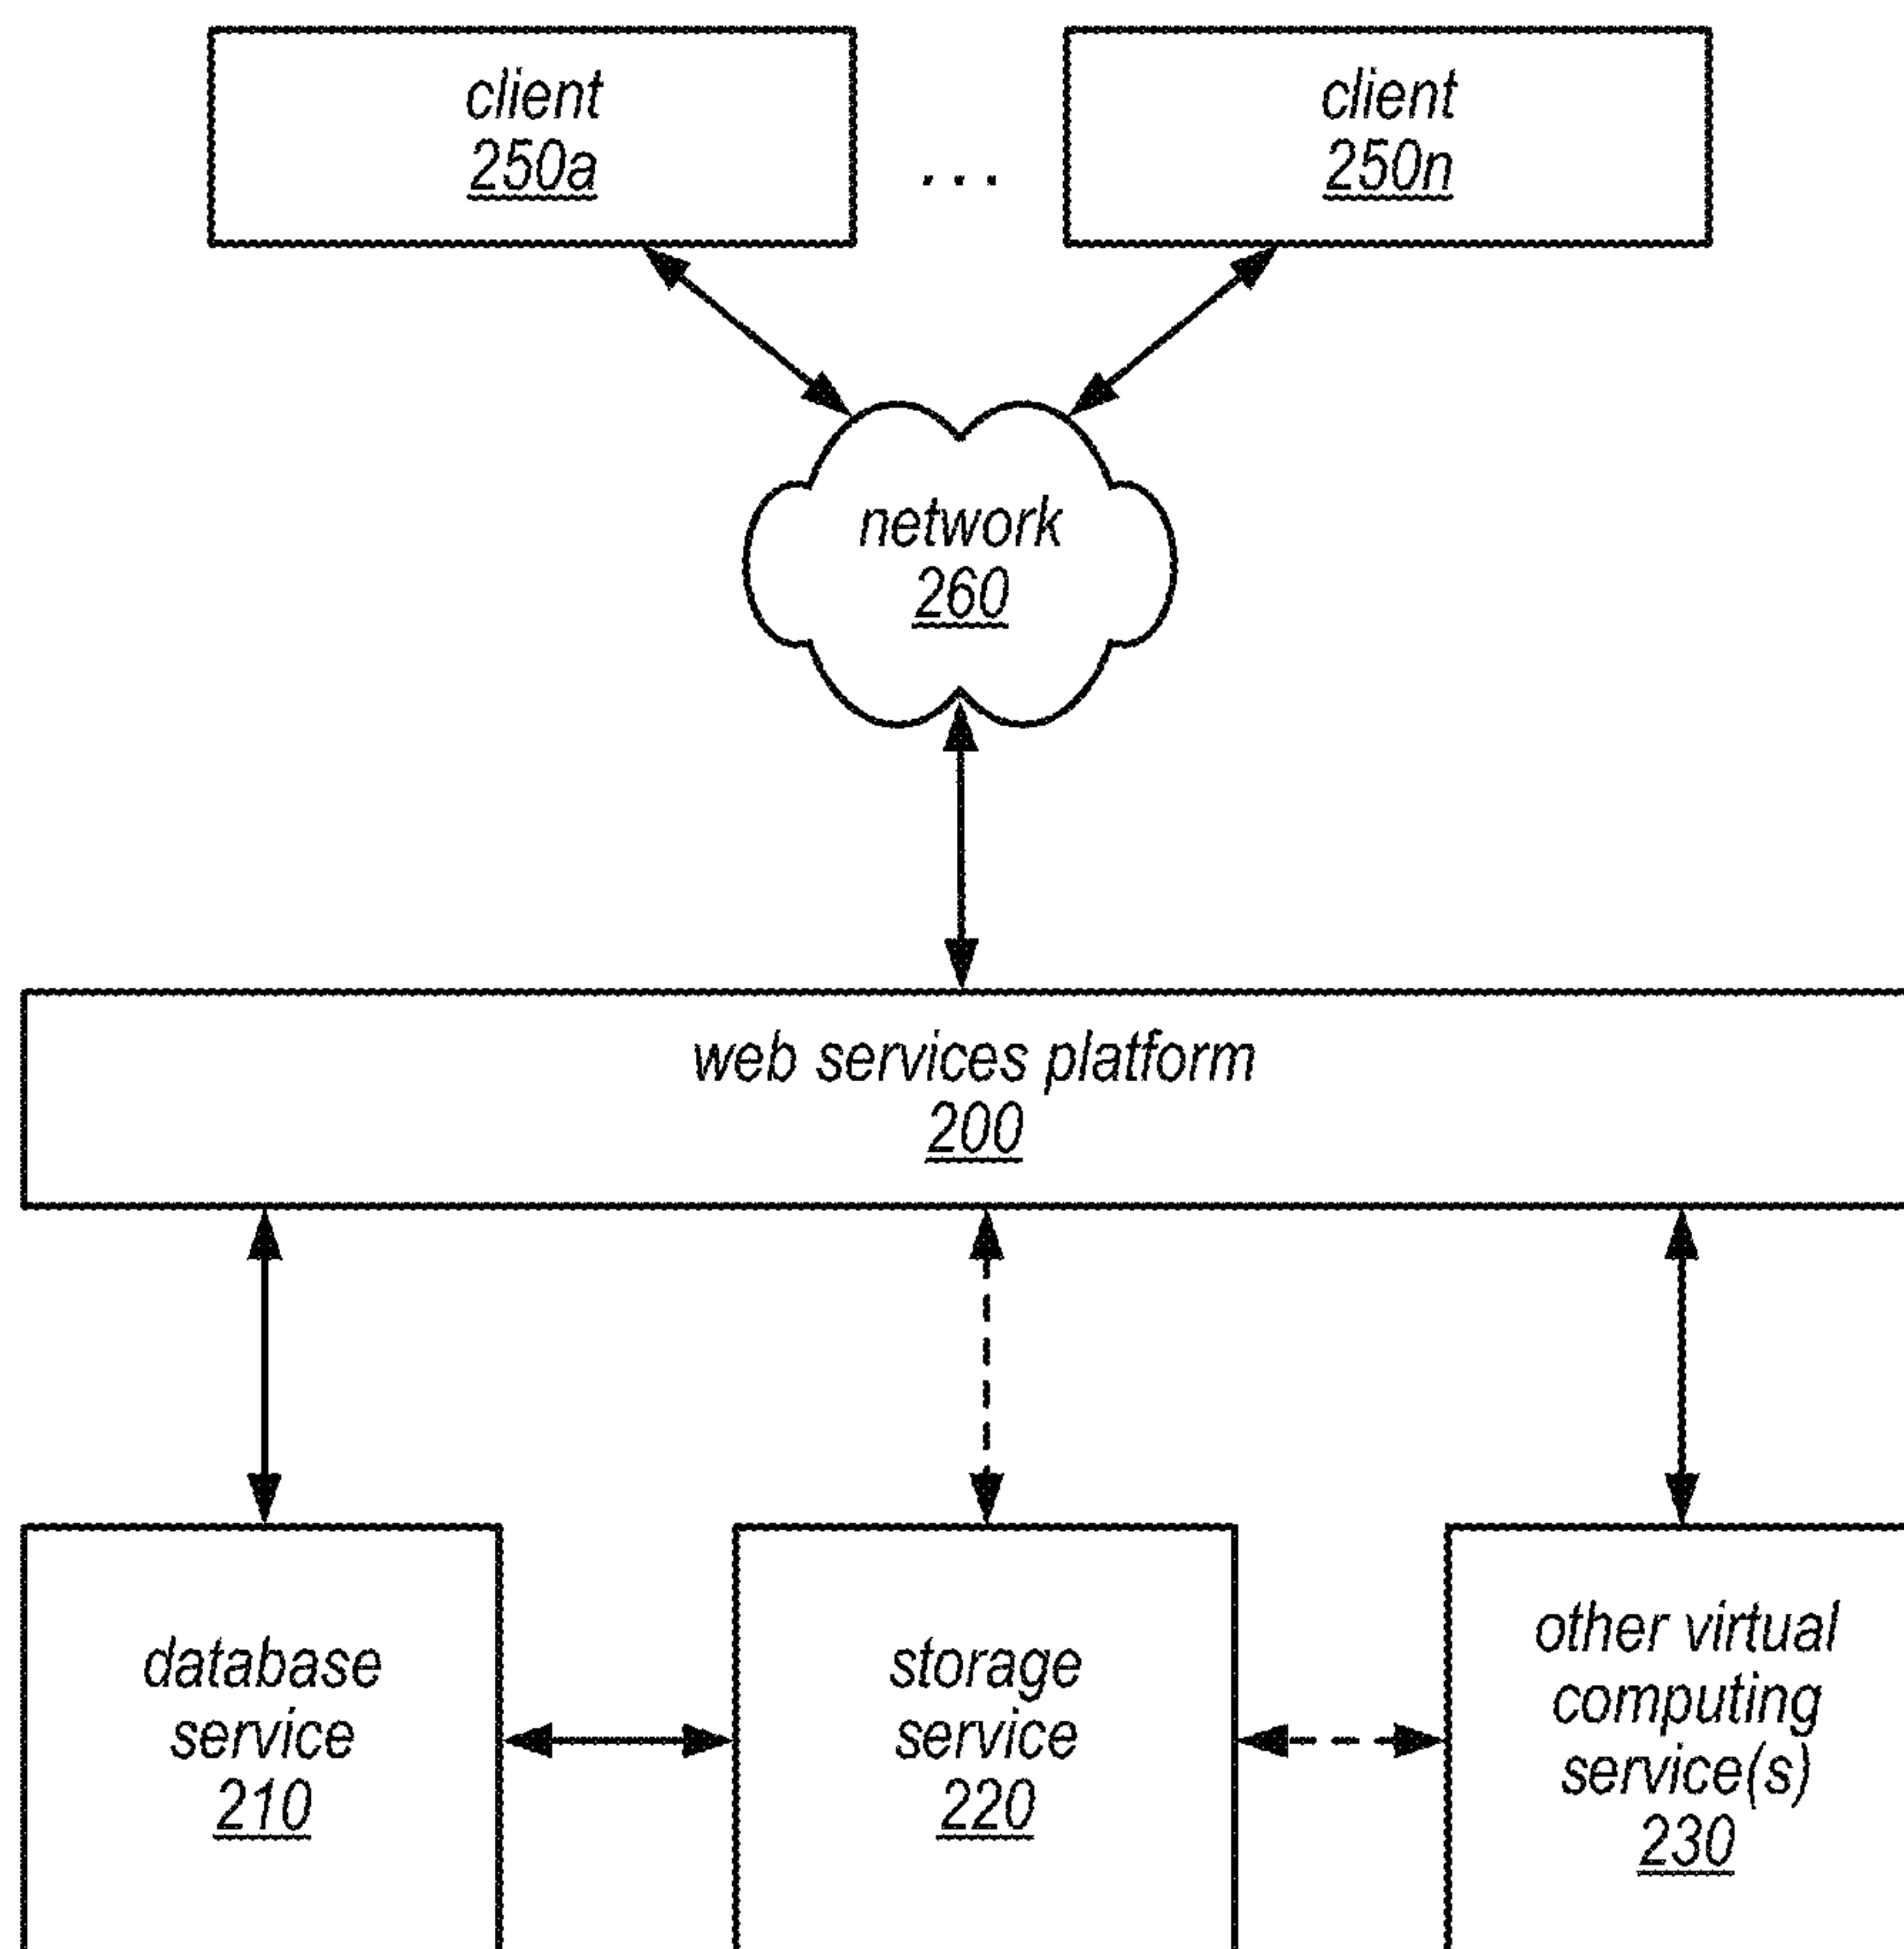 client
250a
. . .
client
250n
network
260
web services platform
200
database
service
210
storage
service
220
other virtual
computing
service(s)
230